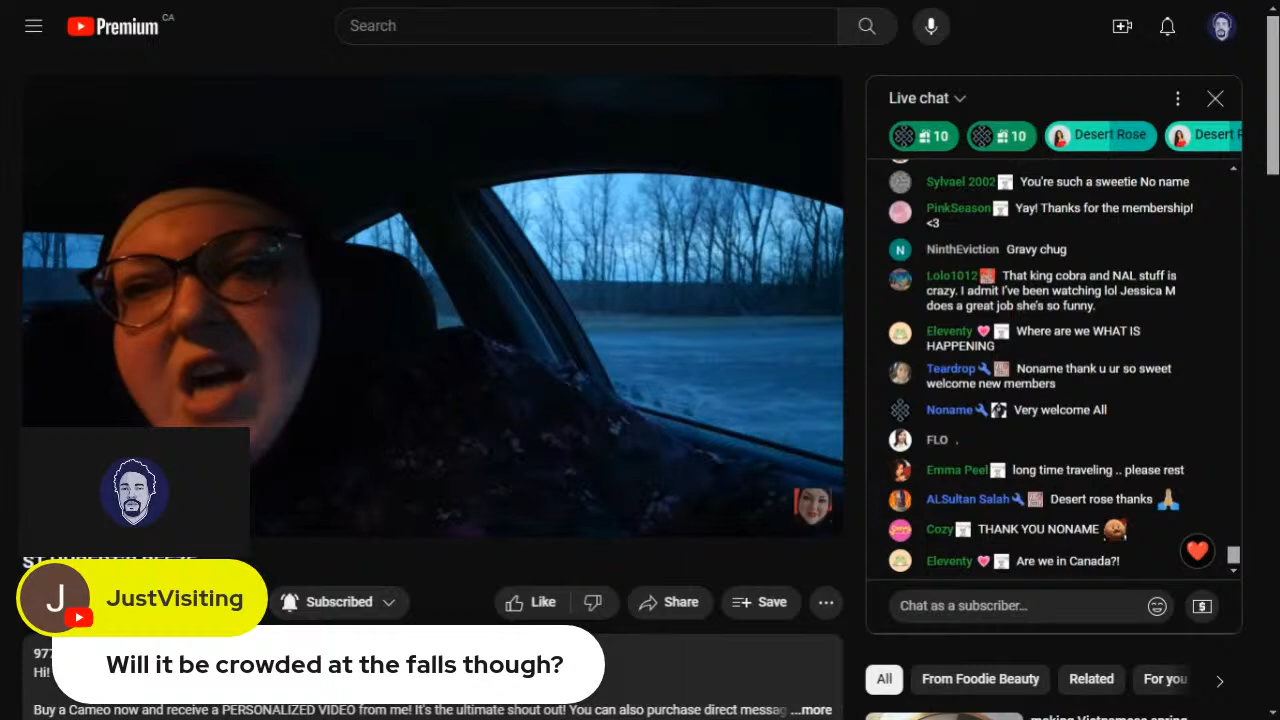 Premium CA
Search
Live chat
10
10
Desert Rose
Desert
Sylvael 2002 You're such a sweetie No name
PinkSeason Yay! Thanks for the membership!
<3
N
NinthEviction Gravy chug
Lolo1012 That king cobra and NAL stuff is
crazy. I admit I've been watching lol Jessica M
does a great job she's so funny.
Eleventy Where are we WHAT IS
HAPPENING
Teardrop Noname thank u ur so sweet
welcome new members
Noname Very welcome All
FLO .
Emma Peel long time traveling .. please rest
ALSultan Salah Desert rose thanks
Cozy THANK YOU NONAME
Eleventy Are we in Canada?!
Chat as a subscriber...
J
JustVisiting
Subscribed
Like
Share
Save
Will it be crowded at the falls though?
977
Hi!
Buy a Cameo now and receive a PERSONALIZED VIDEO from me! It's the ultimate shout out! You can also purchase direct messag ...more
All
From Foodie Beauty
Related
For you
making Vietnamese spring